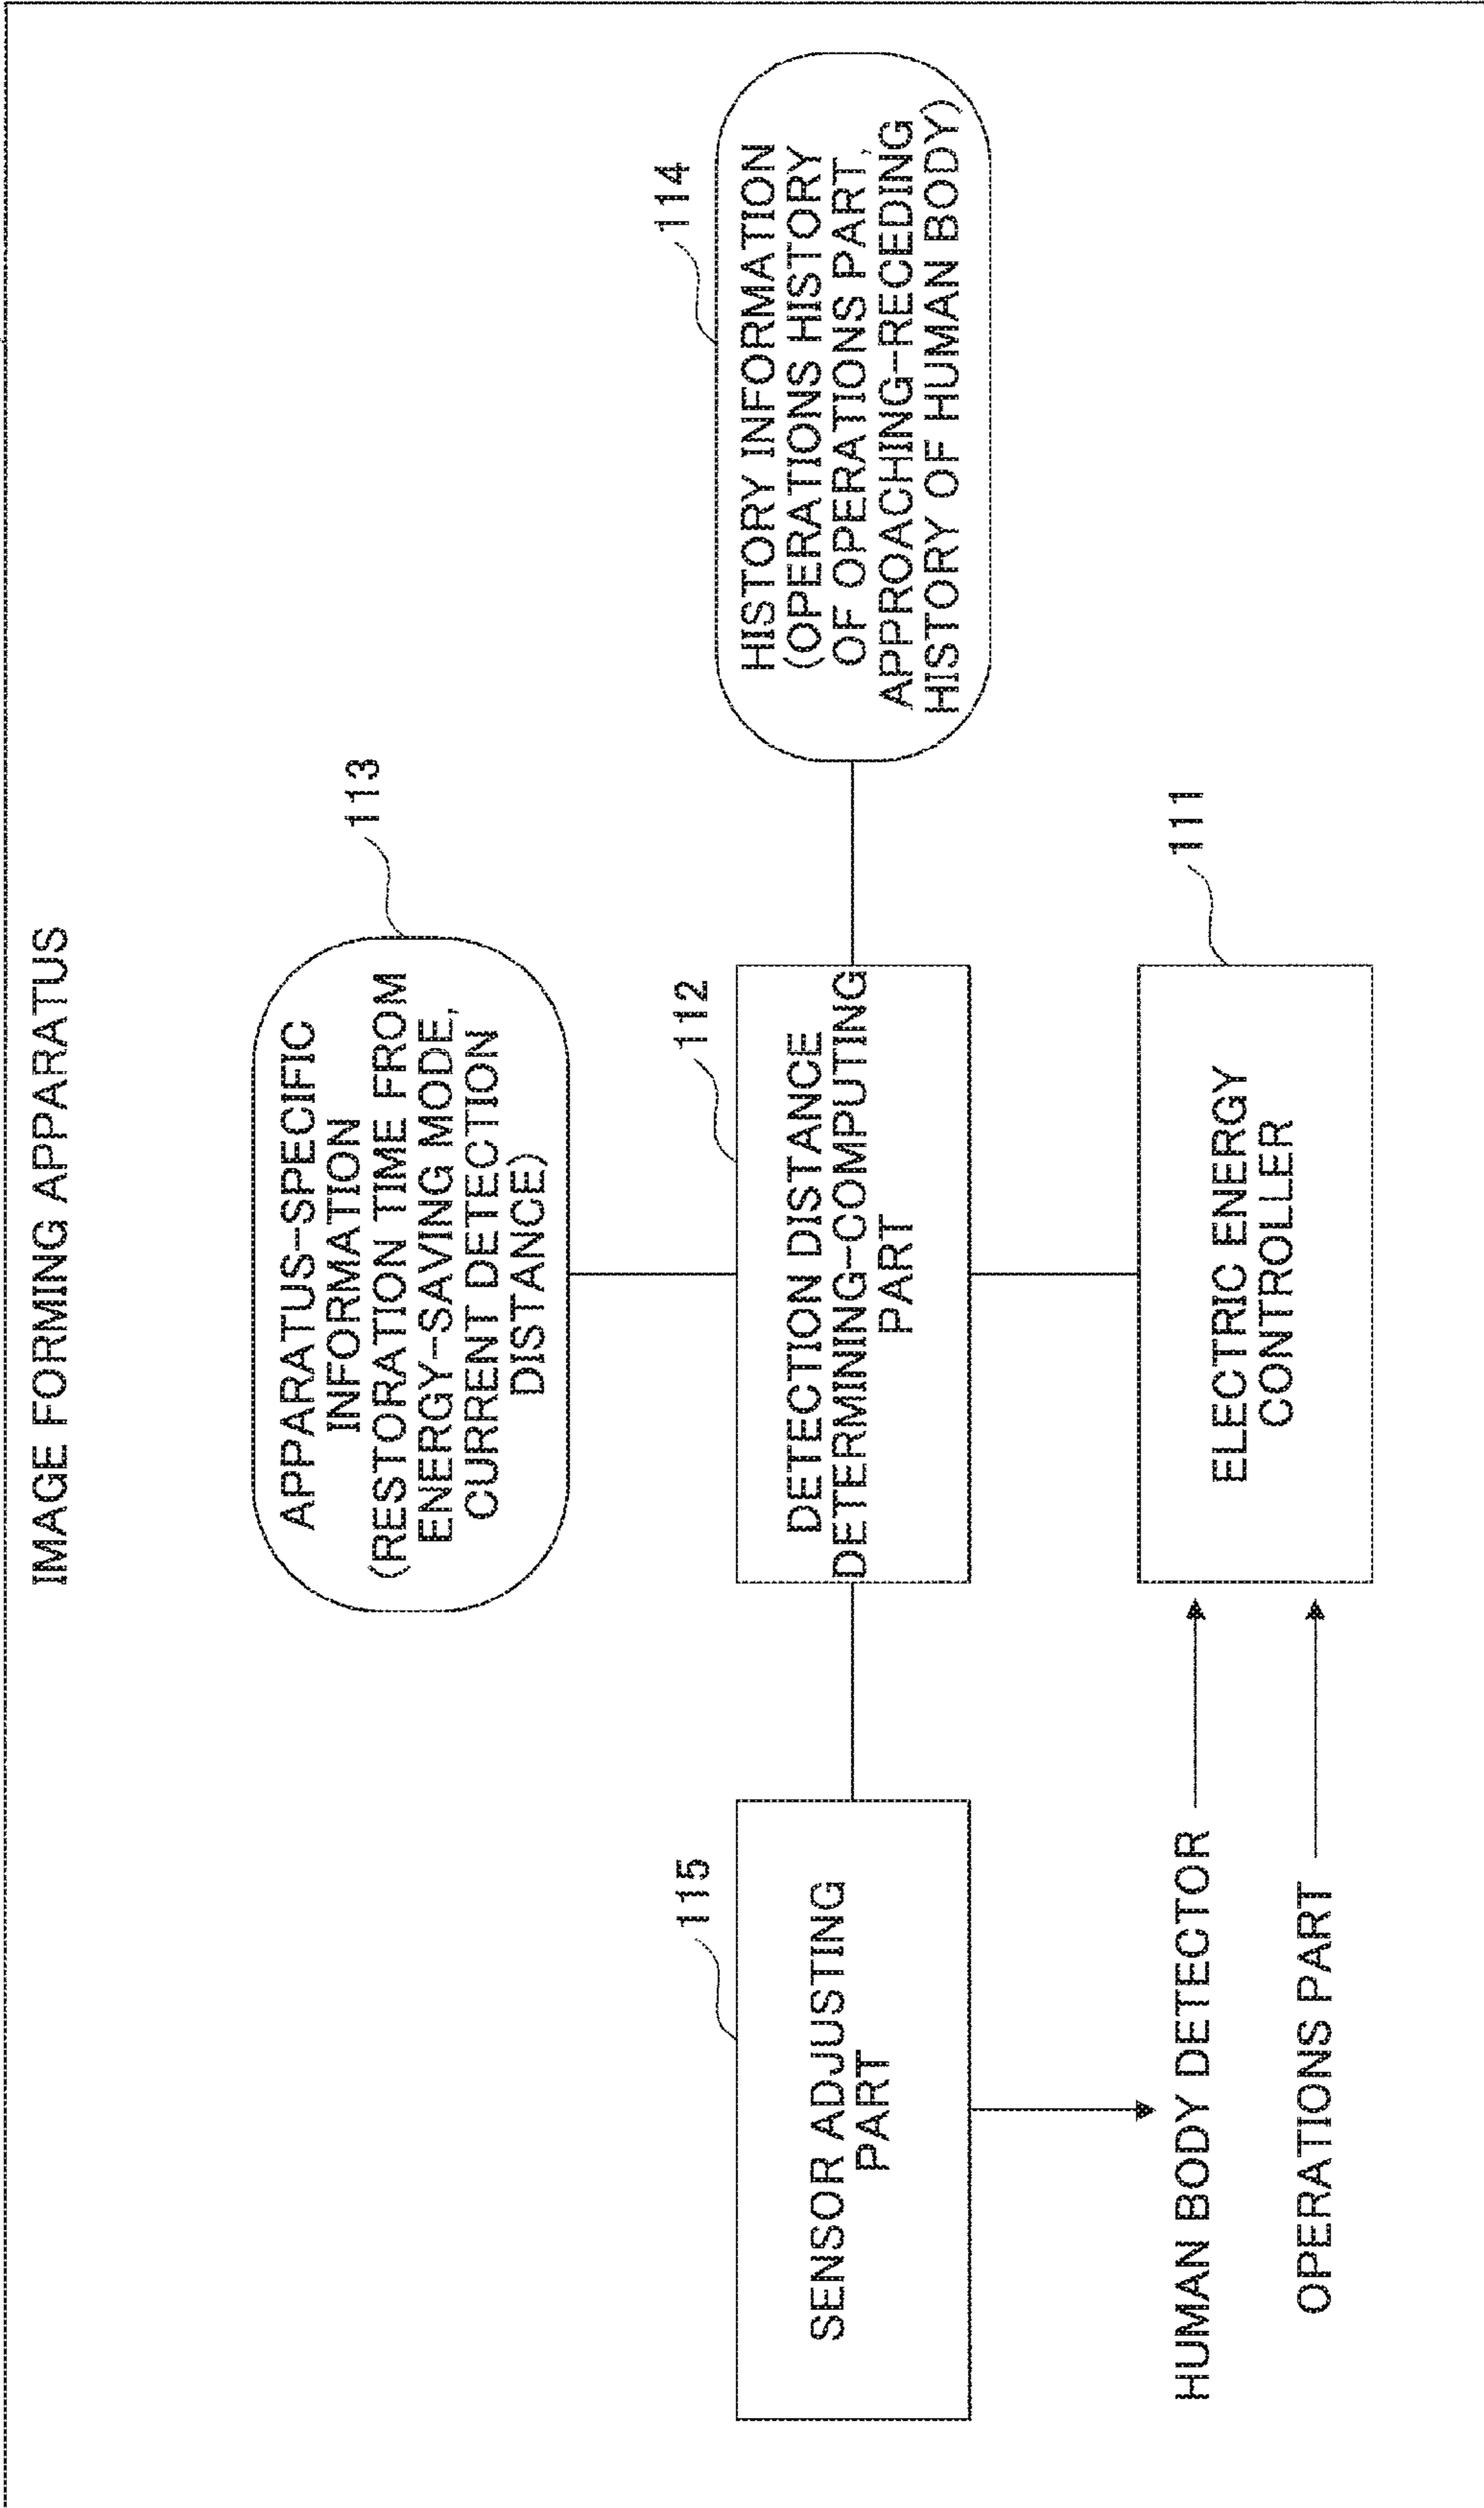 IMAGE FORMING APPARATUS
113
APPARATUS-SPECIFIC
INFORMATION
(RESTORATION TIME FROM
ENERGY-SAVING MODE,
CURRENT DETECTION
DISTANCE)
115
SENSOR ADJUSTING
PART
112
DETECTION DISTANCE
DETERMINING-COMPUTING
PART
114
HISTORY INFORMATION
(OPERATIONS HISTORY
OF OPERATIONS PART,
APPROACHING-RECEDING
HISTORY OF HUMAN BODY)
HUMAN BODY DETECTOR
OPERATIONS PART
111
ELECTRIC ENERGY
CONTROLLER